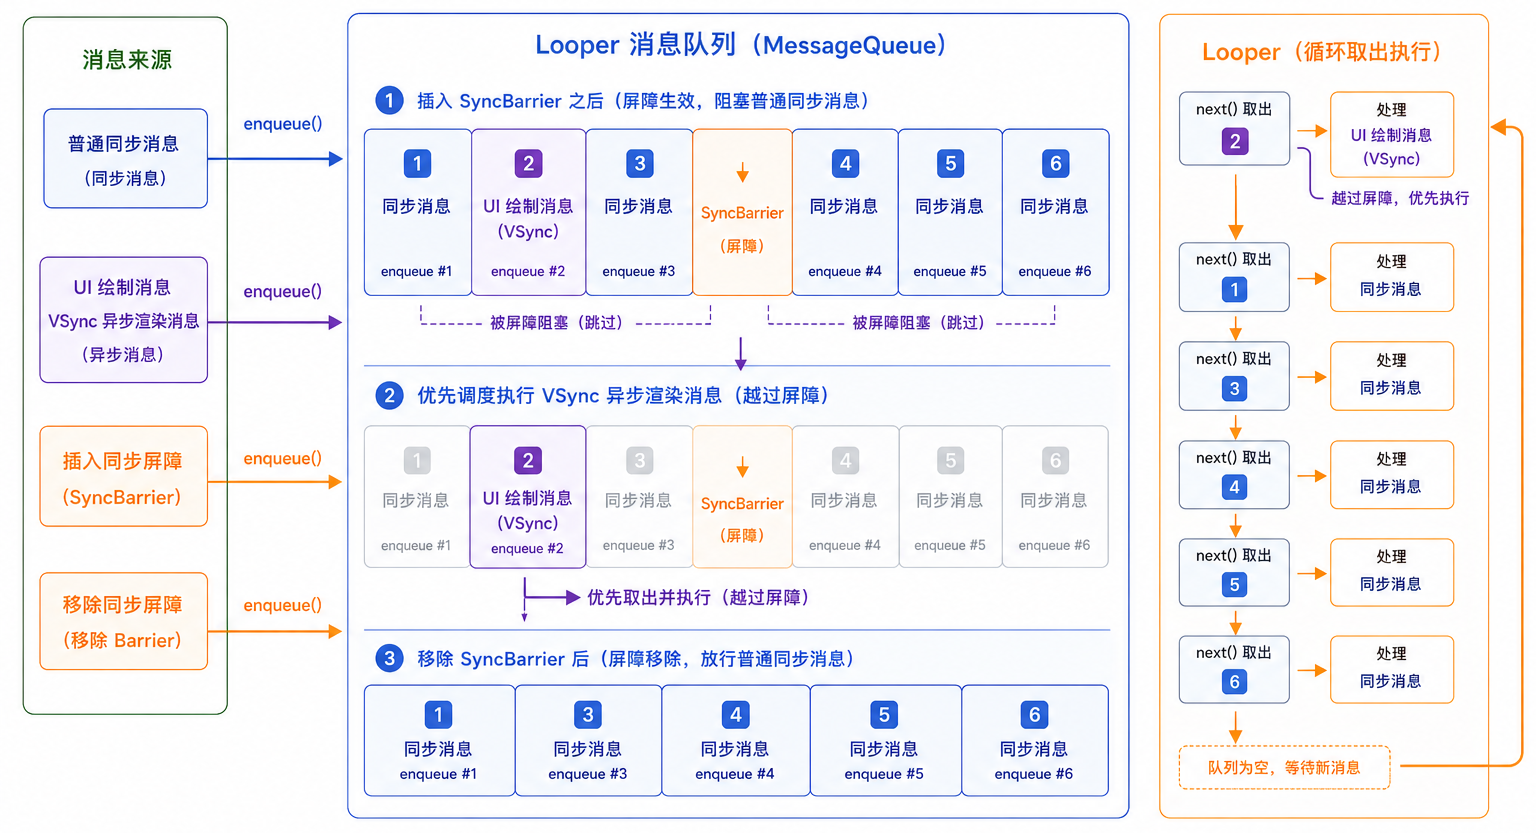 消息来源
普通同步消息
（同步消息）
enqueue()
UI 绘制消息
VSync 异步渲染消息
（异步消息）
enqueue()
插入同步屏障
（SyncBarrier）
enqueue()
移除同步屏障
（移除 Barrier）
enqueue()
Looper 消息队列（MessageQueue）
1 插入 SyncBarrier 之后（屏障生效，阻塞普通同步消息）
1
同步消息
enqueue #1
2
UI 绘制消息
（VSync）
enqueue #2
3
同步消息
enqueue #3
SyncBarrier
（屏障）
4
同步消息
enqueue #4
5
同步消息
enqueue #5
6
同步消息
enqueue #6
被屏障阻塞（跳过）
被屏障阻塞（跳过）
2 优先调度执行 VSync 异步渲染消息（越过屏障）
1
同步消息
enqueue #1
2
UI 绘制消息
（VSync）
enqueue #2
3
同步消息
enqueue #3
SyncBarrier
（屏障）
4
同步消息
enqueue #4
5
同步消息
enqueue #5
6
同步消息
enqueue #6
优先取出并执行（越过屏障）
3 移除 SyncBarrier 后（屏障移除，放行普通同步消息）
1
同步消息
enqueue #1
3
同步消息
enqueue #3
4
同步消息
enqueue #4
5
同步消息
enqueue #5
6
同步消息
enqueue #6
Looper（循环取出执行）
next() 取出
2
处理
UI 绘制消息
（VSync）
越过屏障，优先执行
next() 取出
1
处理
同步消息
next() 取出
3
处理
同步消息
next() 取出
4
处理
同步消息
next() 取出
5
处理
同步消息
next() 取出
6
处理
同步消息
队列为空，等待新消息